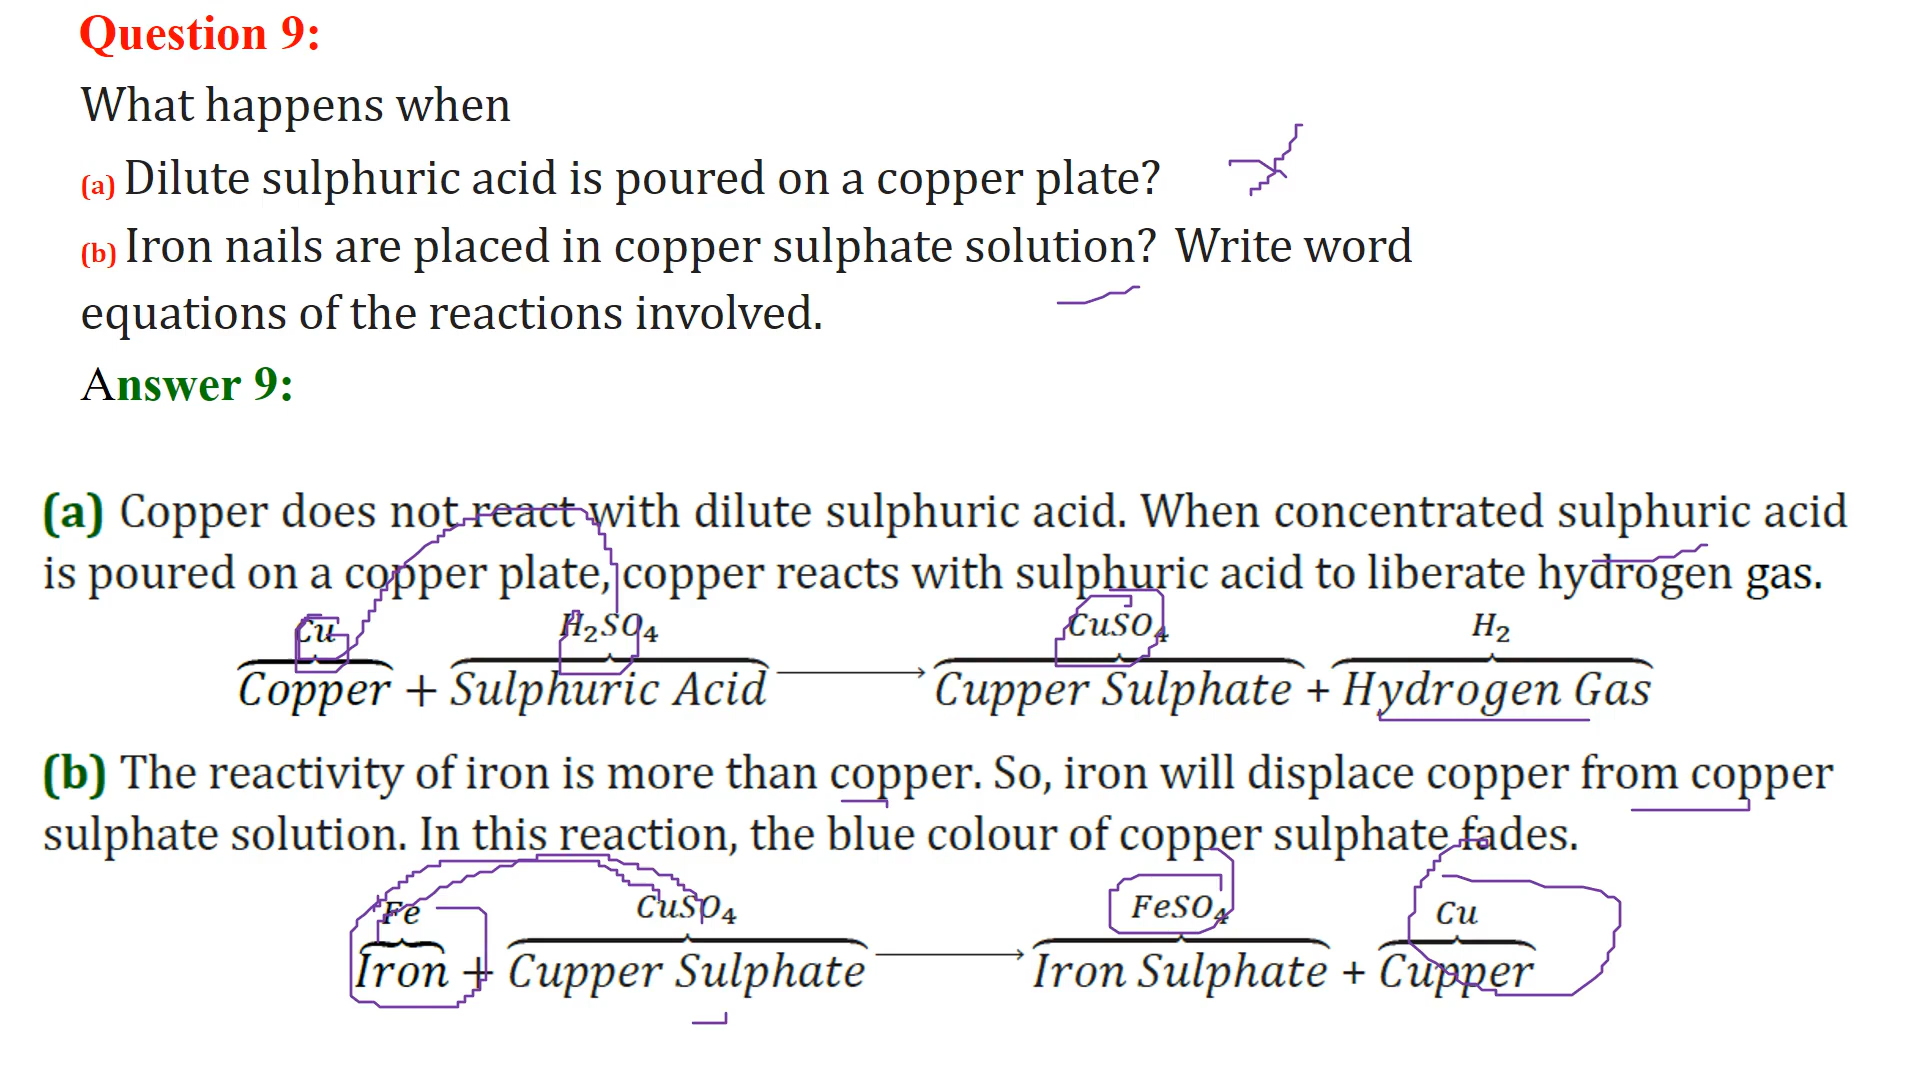 Question 9:
What happens when
(a) Dilute sulphuric acid is poured on a copper plate?
(b) Iron nails are placed in copper sulphate solution? Write word
equations of the reactions involved.
Answer 9:
(a) Copper does not react with dilute sulphuric acid. When concentrated sulphuric acid
is poured on a copper plate, copper reacts with sulphuric acid to liberate hydrogen gas.
Cu H₂SO₄ CuSO₄ H₂
Copper + Sulphuric Acid ⟶ Cupper Sulphate + Hydrogen Gas
(b) The reactivity of iron is more than copper. So, iron will displace copper from copper
sulphate solution. In this reaction, the blue colour of copper sulphate fades.
Fe CuSO₄ FeSO₄ Cu
Iron + Cupper Sulphate ⟶ Iron Sulphate + Cupper